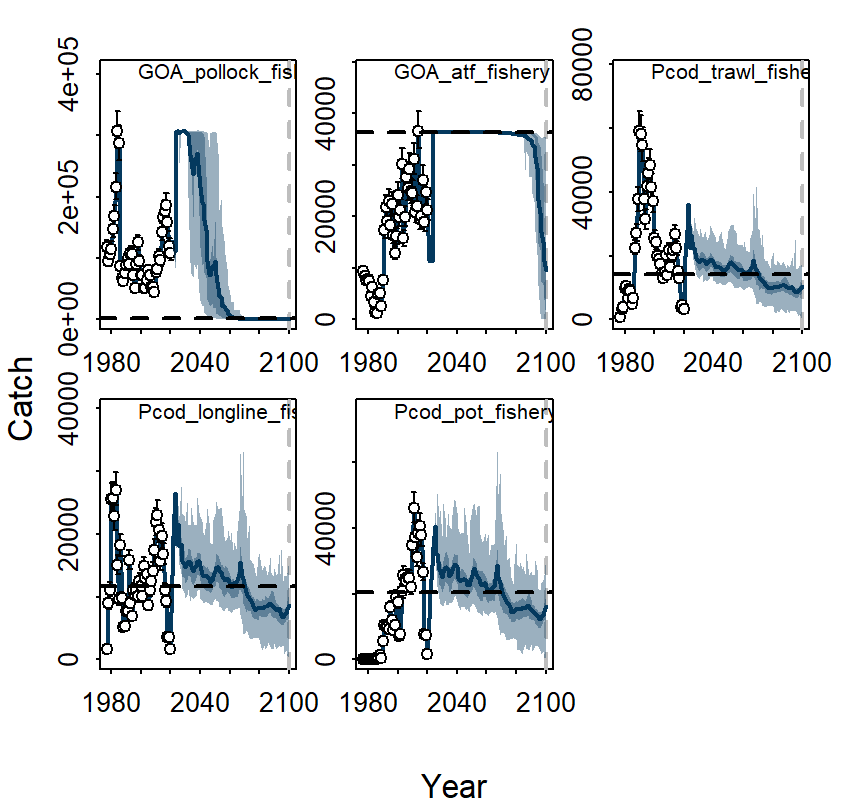 GOA_pollock_fis
GOA_atf_fishery
Pcod_trawl_fishe
0e+00 2e+05 4e+05
0 20000 40000
0 40000 80000
1980 2040 2100
1980 2040 2100
1980 2040 2100
Catch
Pcod_longline_fis
Pcod_pot_fishery
0 20000 40000
0 40000
1980 2040 2100
1980 2040 2100
Year